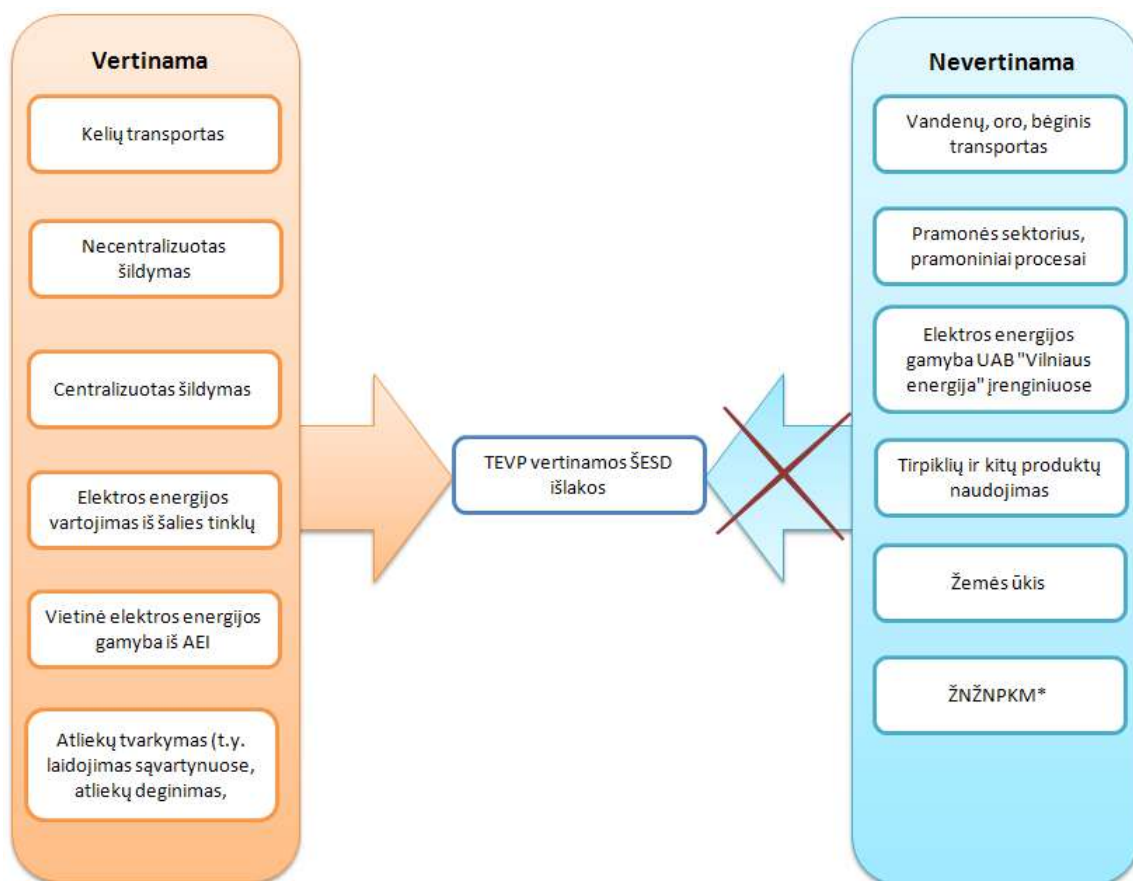 Vertinama
Kelių transportas
Necentralizuotas
šildymas
Centralizuotas šildymas
Elektros energijos
vartojimas iš šalies tinklų
Vietinė elektros energijos
gamyba iš AEI
Atliekų tvarkymas (t.y.
laidojimas sąvartynuose,
atliekų deginimas,
TEVP vertinamos ŠESD
išlakos
Nevertinama
Vandenų, oro, bėginis
transportas
Pramonės sektorius,
pramoniniai procesai
Elektros energijos
gamyba UAB "Vilniaus
energija" įrenginiuose
Tirpiklių ir kitų produktų
naudojimas
Žemės ūkis
ŽNŽNPKM*